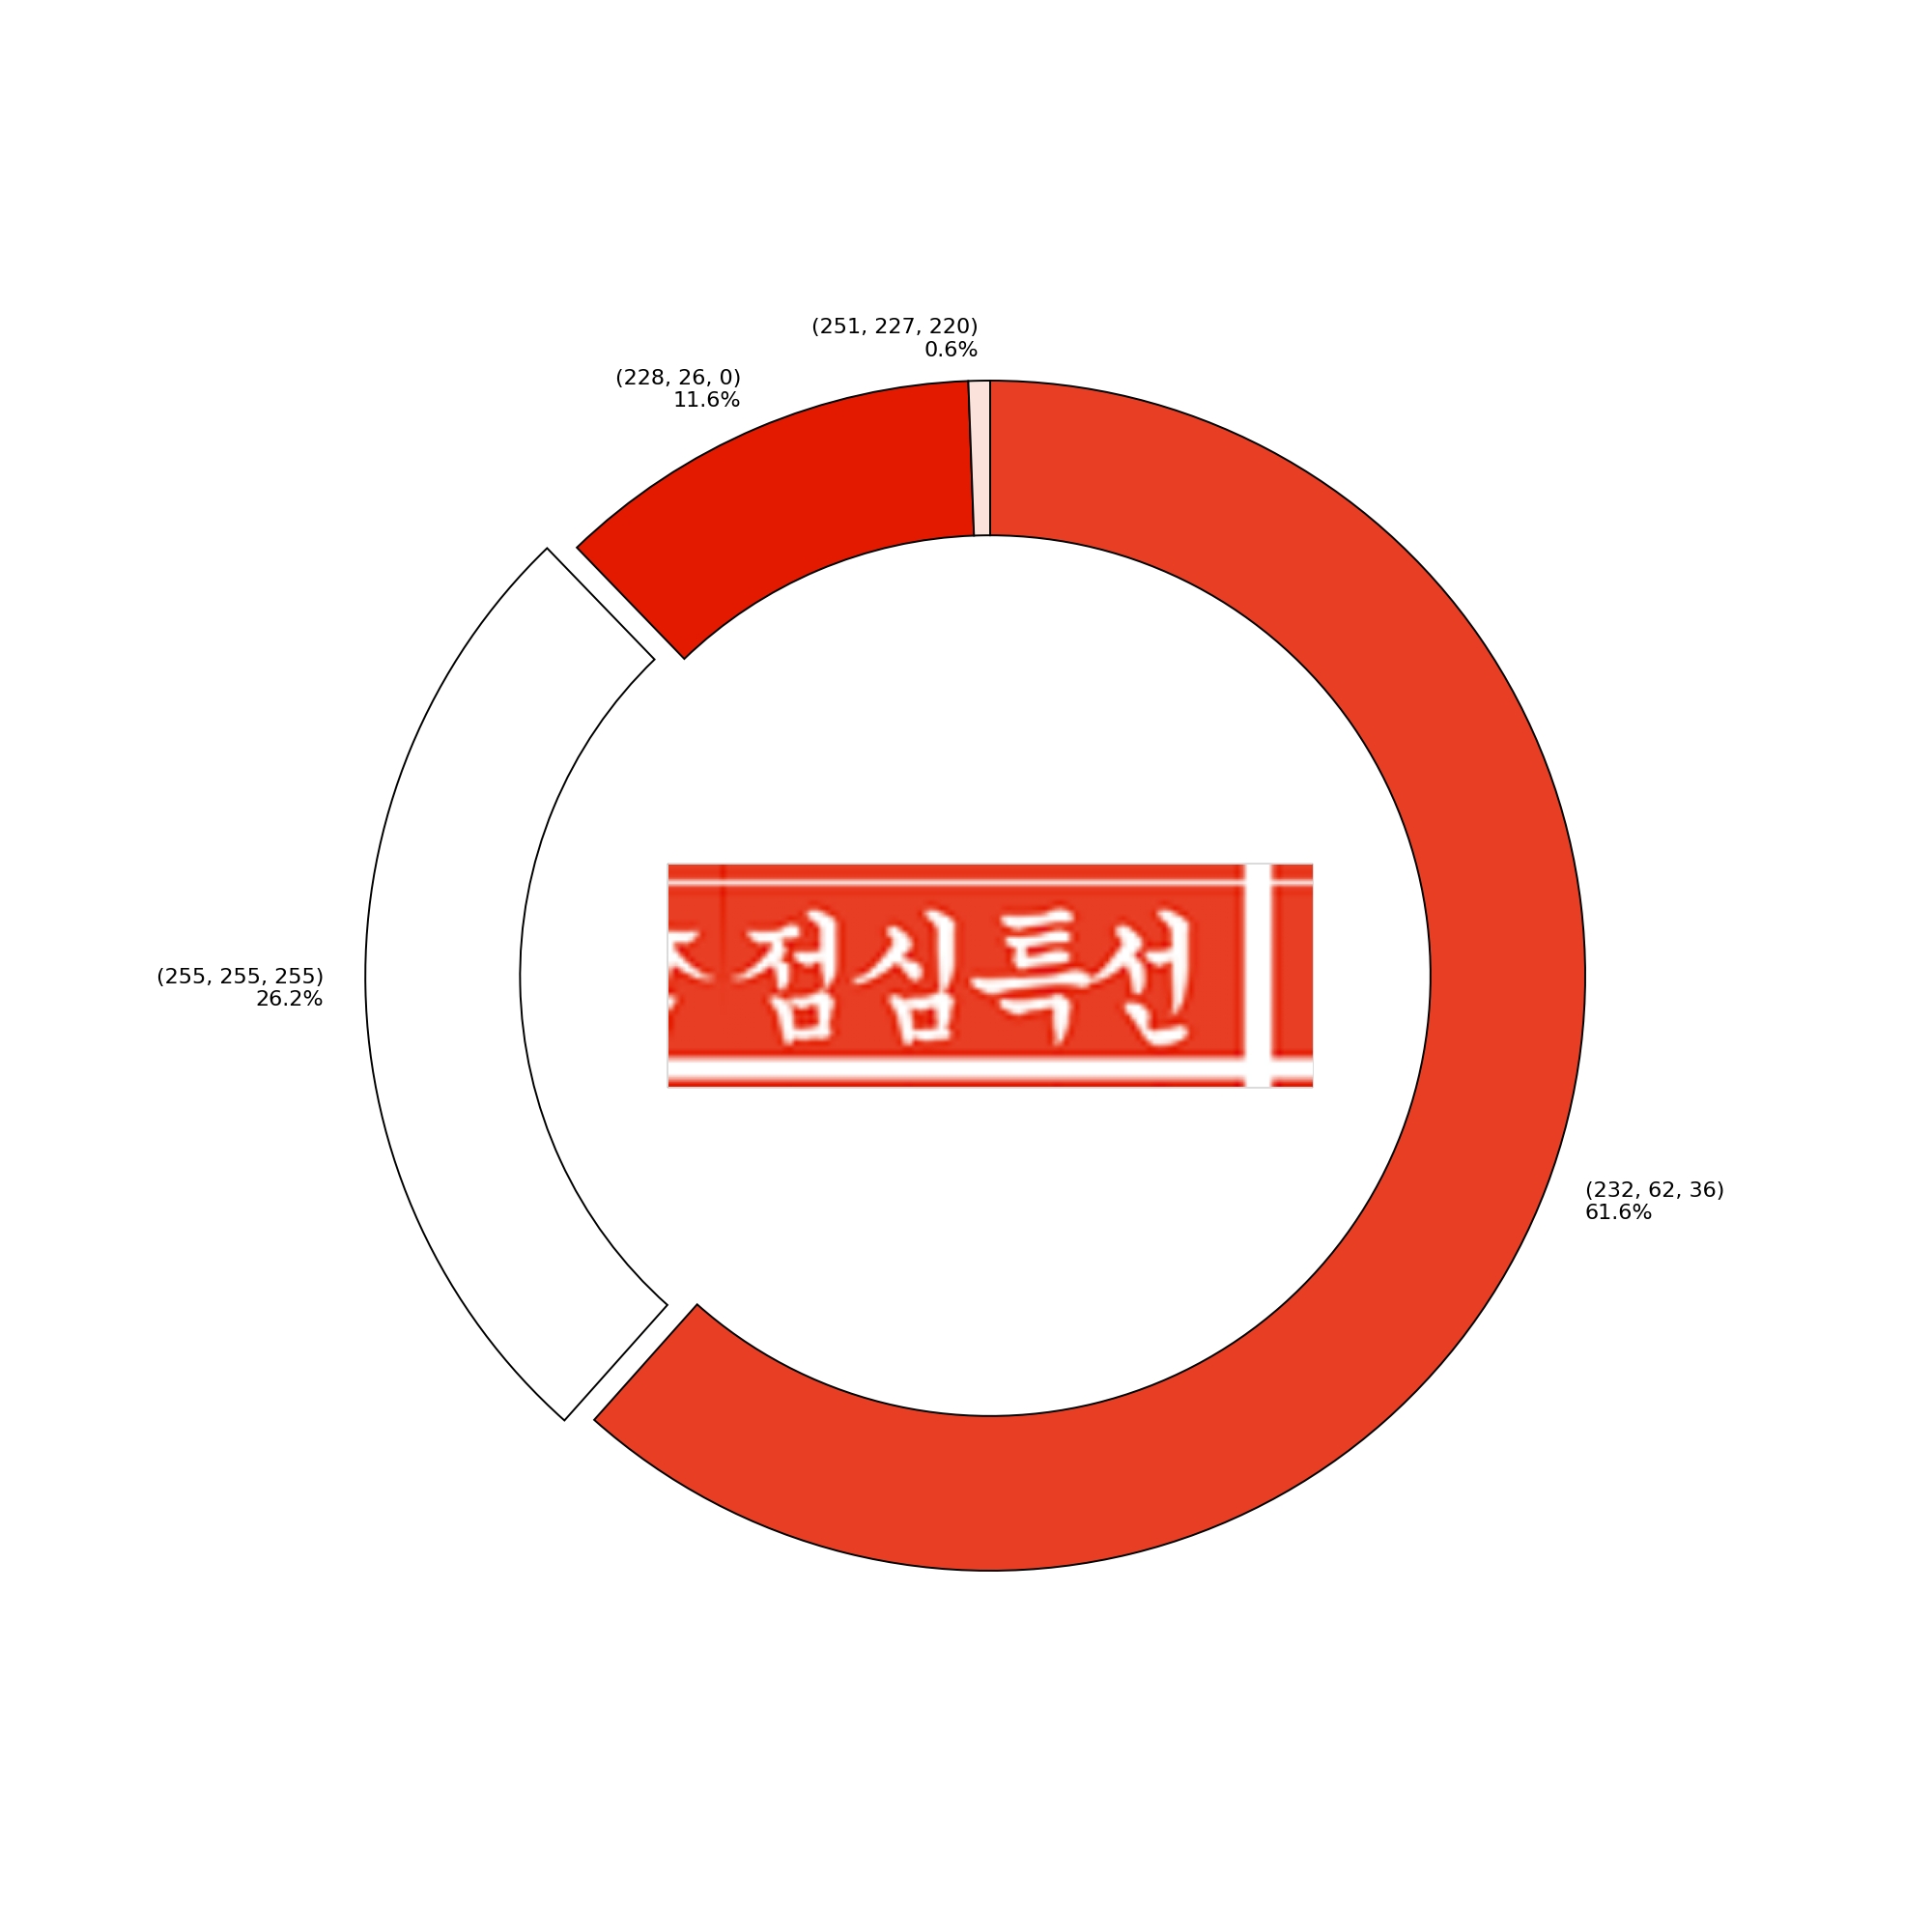 (251, 227, 220)
0.6%
(228, 26, 0)
11.6%
(255, 255, 255)
26.2%
점심특선
(232, 62, 36)
61.6%